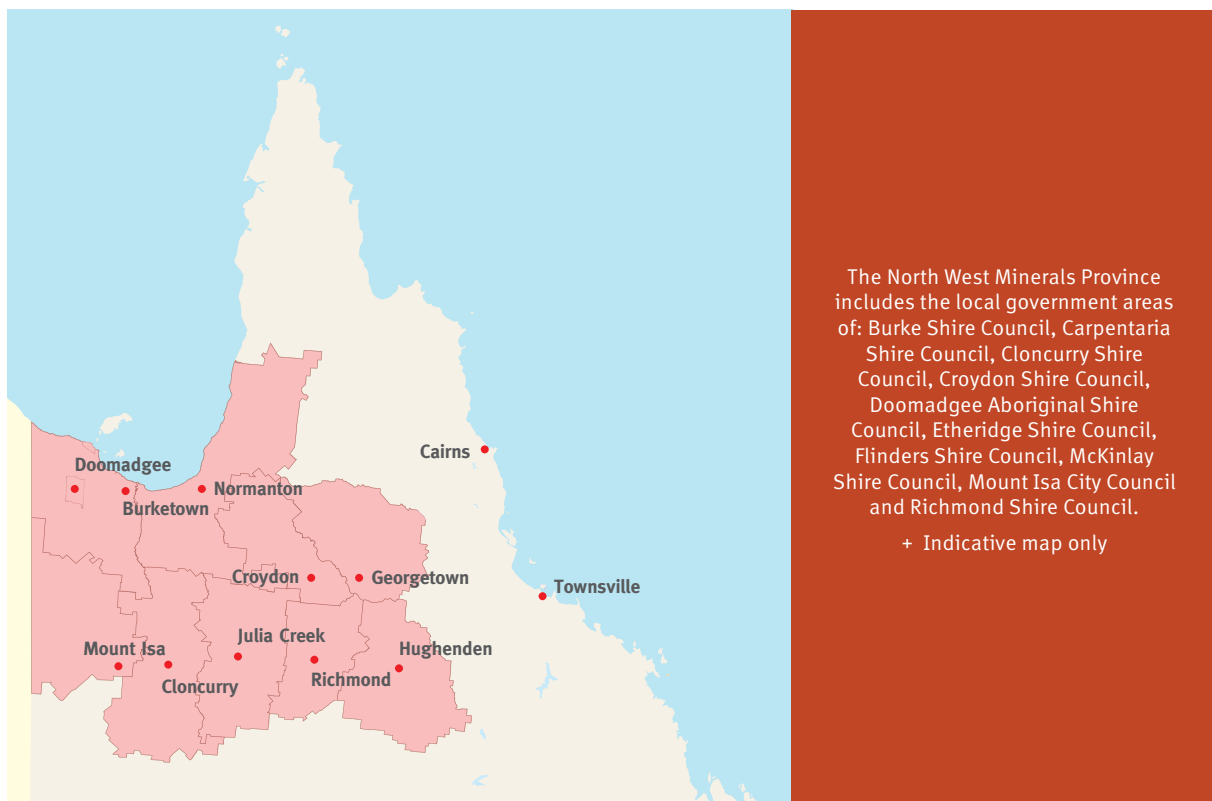 Cairns
Doomadgee
Normanton
Burketown
Croydon
Georgetown
Townsville
Julia Creek
Mount Isa
Hughenden
Cloncurry
Richmond
The North West Minerals Province
includes the local government areas
of: Burke Shire Council, Carpentaria
Shire Council, Cloncurry Shire
Council, Croydon Shire Council,
Doomadgee Aboriginal Shire
Council, Etheridge Shire Council,
Flinders Shire Council, McKinlay
Shire Council, Mount Isa City Council
and Richmond Shire Council.
+ Indicative map only